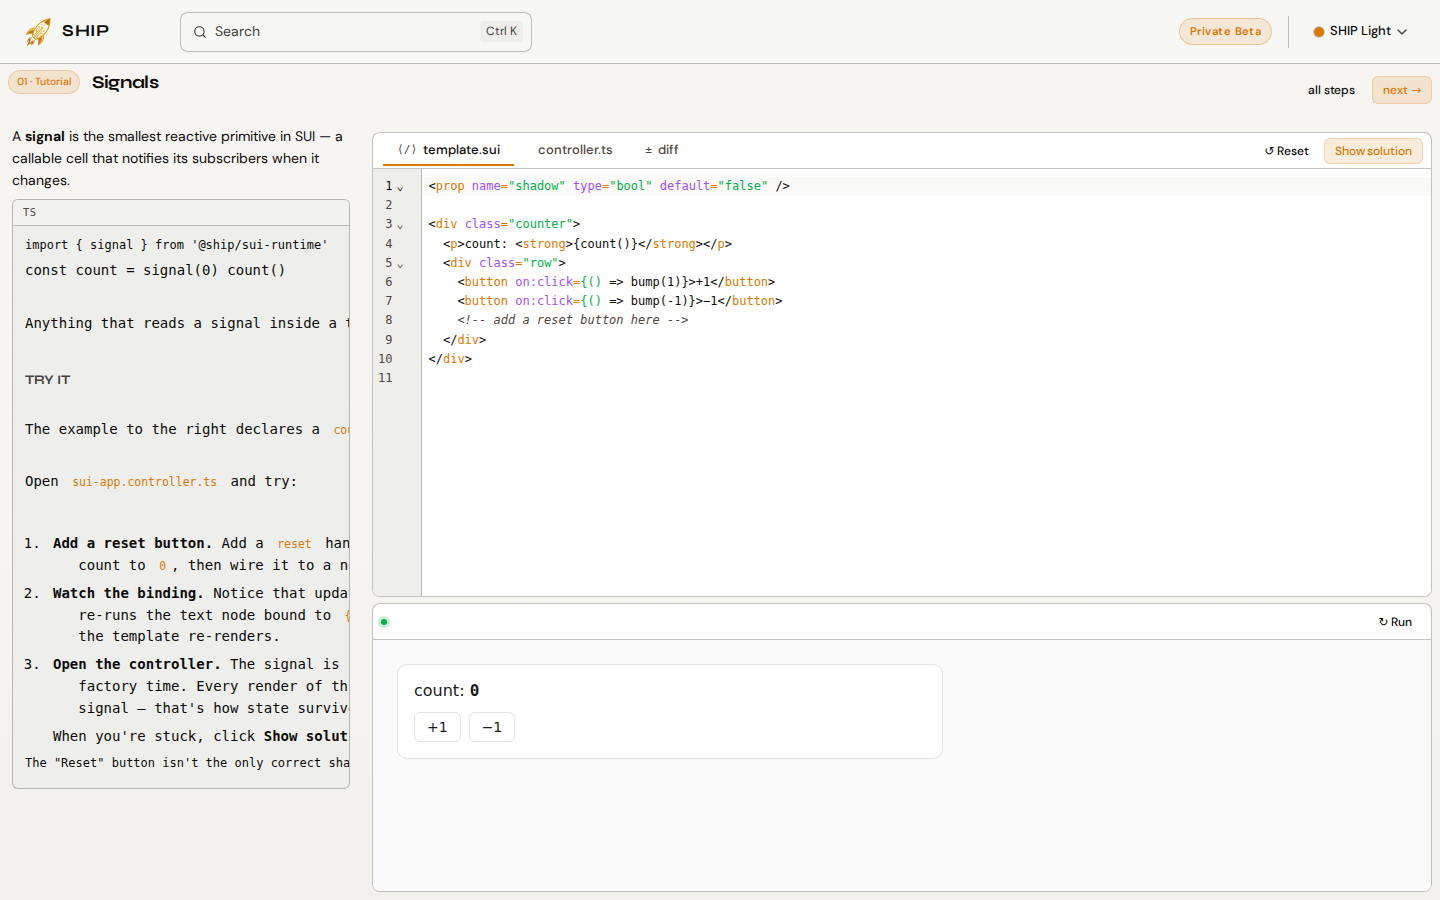 SHIP
Search
Ctrl K
Private Beta
SHIP Light
01 · Tutorial
Signals
all steps
next →
A signal is the smallest reactive primitive in SUI — a
callable cell that notifies its subscribers when it
changes.
TS
import { signal } from '@ship/sui-runtime'
const count = signal(0) count()
Anything that reads a signal inside a
TRY IT
The example to the right declares a
Open sui-app.controller.ts and try:
1. Add a reset button. Add a reset
count to 0, then wire it to a
2. Watch the binding. Notice that
re-runs the text node bound to {
the template re-renders.
3. Open the controller. The signal is
factory time. Every render of
signal — that's how state
When you're stuck, click Show
The "Reset" button isn't the only correct
⟨/⟩ template.sui
controller.ts
± diff
↺ Reset
Show solution
1 <prop name="shadow" type="bool" default="false" />
2
3 <div class="counter">
4 <p>count: <strong>{count()}</strong></p>
5 <div class="row">
6 <button on:click={() => bump(1)}>+1</button>
7 <button on:click={() => bump(-1)}>−1</button>
8 <!-- add a reset button here -->
9 </div>
10 </div>
11
↻ Run
count: 0
+1
−1